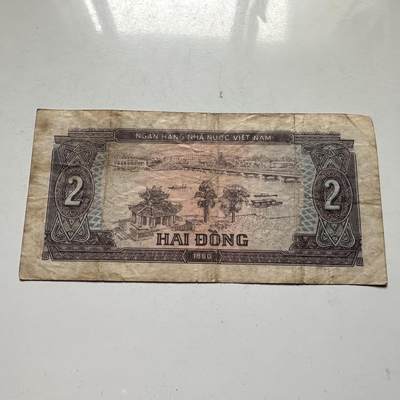 NGÂN HÀNG NHÀ NƯỚC VIỆT NAM
2
2
HAI ĐỒNG
1980